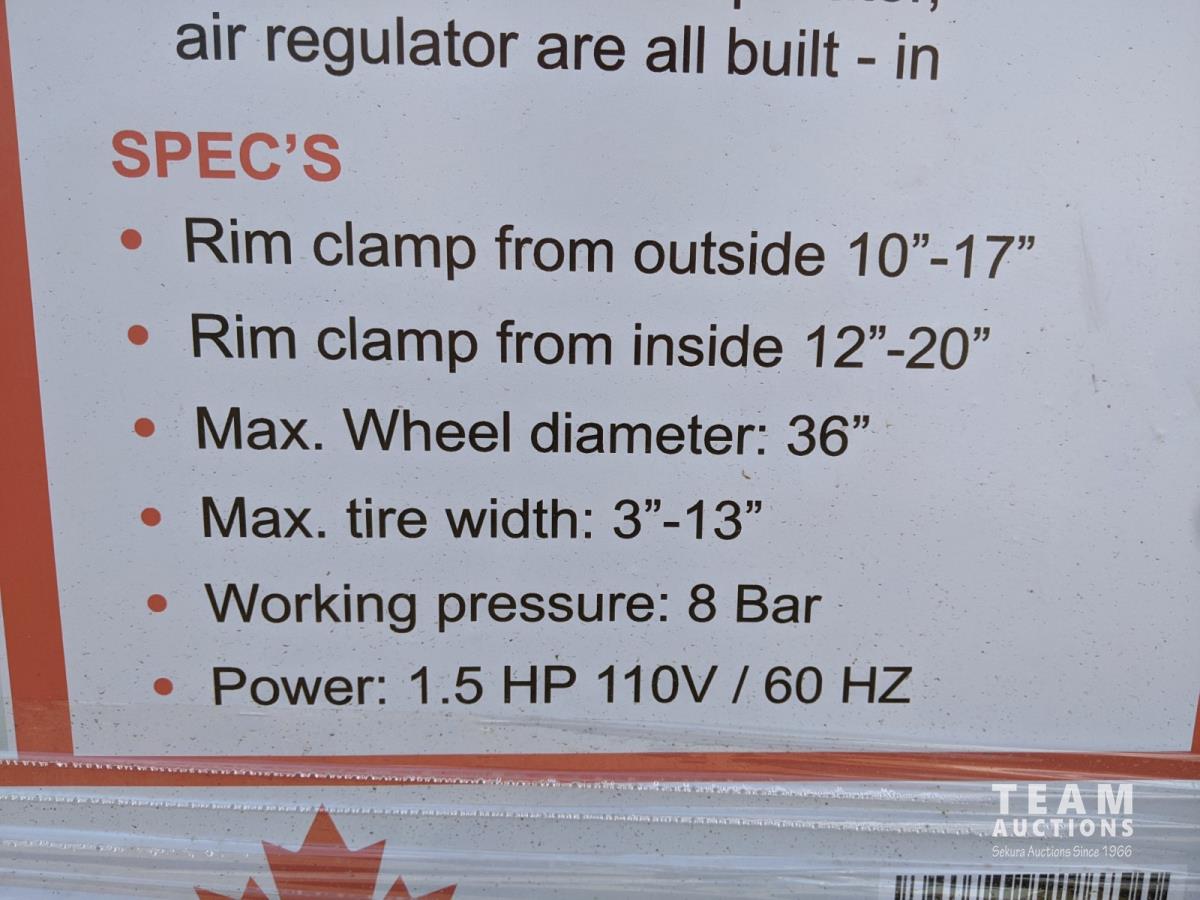 air regulator are all built - in
SPEC'S
• Rim clamp from outside 10”-17”
• Rim clamp from inside 12”-20”
• Max. Wheel diameter: 36”
• Max. tire width: 3”-13”
• Working pressure: 8 Bar
• Power: 1.5 HP 110V / 60 HZ
TEAM
AUCTIONS
Sekura Auctions Since 1966